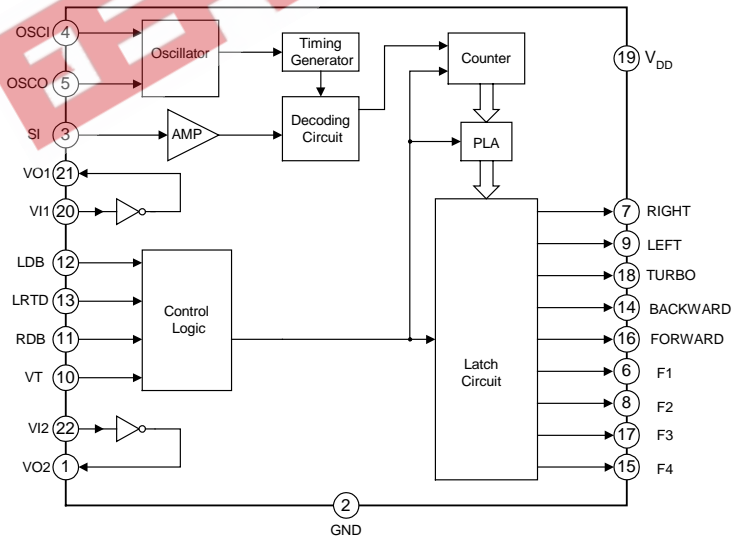 OSCI 4
OSCO 5
SI 3
VO1 21
VI1 20
LDB 12
LRTD 13
RDB 11
VT 10
VI2 22
VO2 1
Oscillator
Timing
Generator
AMP
Decoding
Circuit
Counter
PLA
Control
Logic
Latch
Circuit
19 VDD
7 RIGHT
9 LEFT
18 TURBO
14 BACKWARD
16 FORWARD
6 F1
8 F2
17 F3
15 F4
2
GND